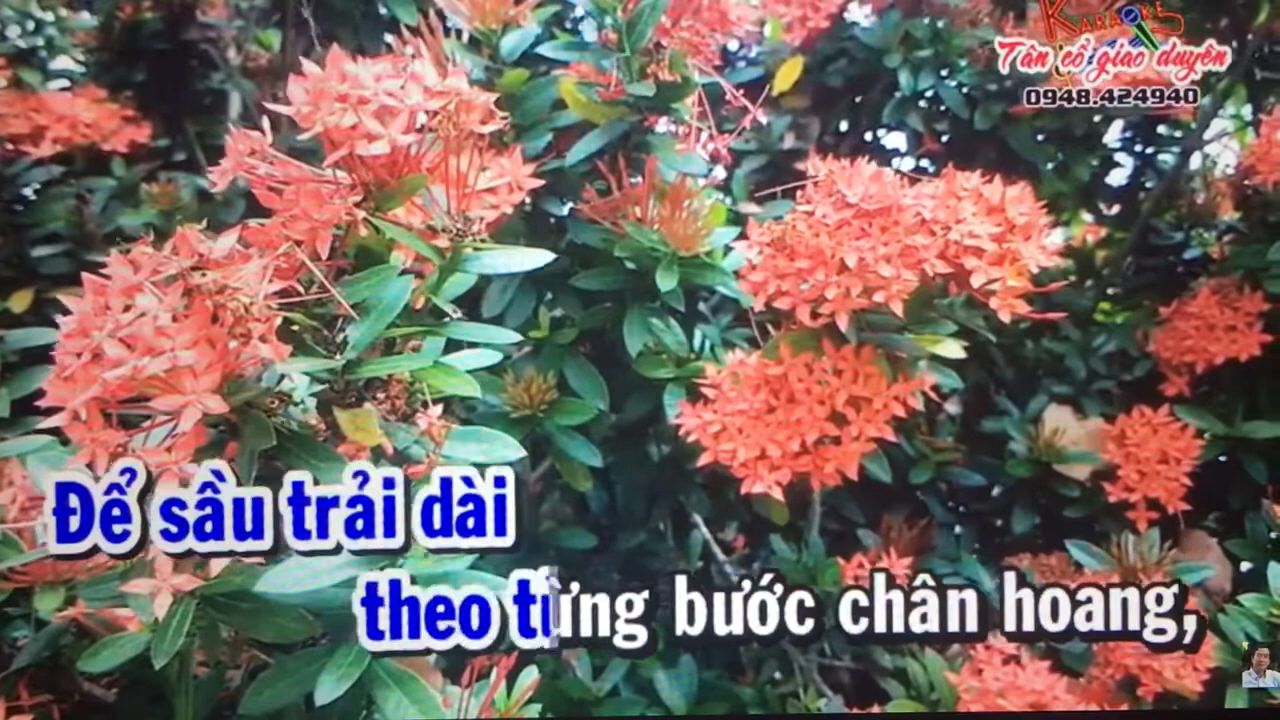 KARAOKE
Tân cổ giao duyên
0948.424940
Để sầu trải dài
theo từng bước chân hoang,